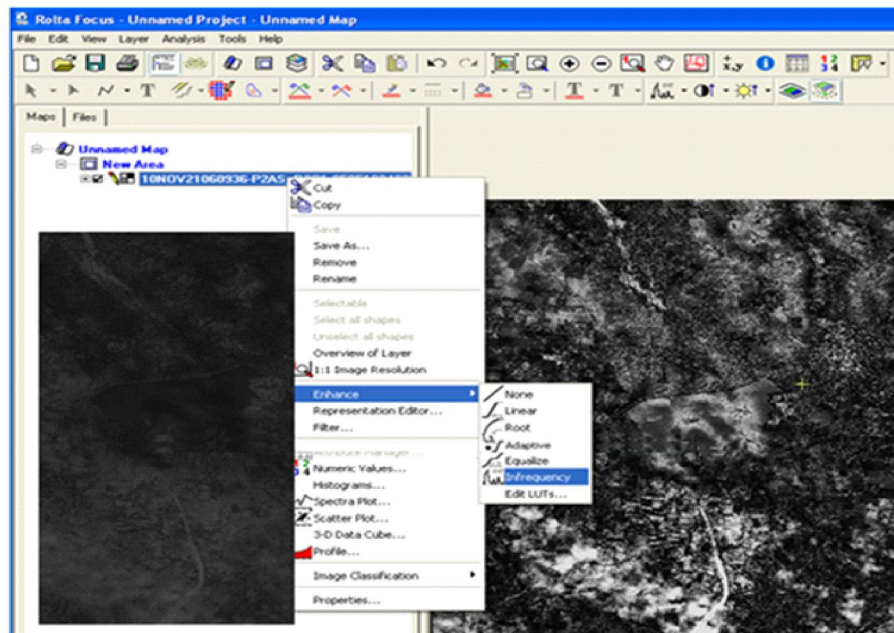 Rolta Focus - Unnamed Project - Unnamed Map
File Edit View Layer Analysis Tools Help
Maps Files
Unnamed Map
New Area
10NOV21060936-P2AS
Cut
Copy
Save
Save As...
Remove
Rename
Selectable
Select all shapes
Unselect all shapes
Overview of Layer
1:1 Image Resolution
Enhance
Representation Editor...
Filter...
Attribute Manager...
Numeric Values...
Histograms...
Spectra Plot...
Scatter Plot...
3-D Data Cube...
Profile...
Image Classification
Properties...
None
Linear
Root
Adaptive
Equalize
Infrequency
Edit LUTs...